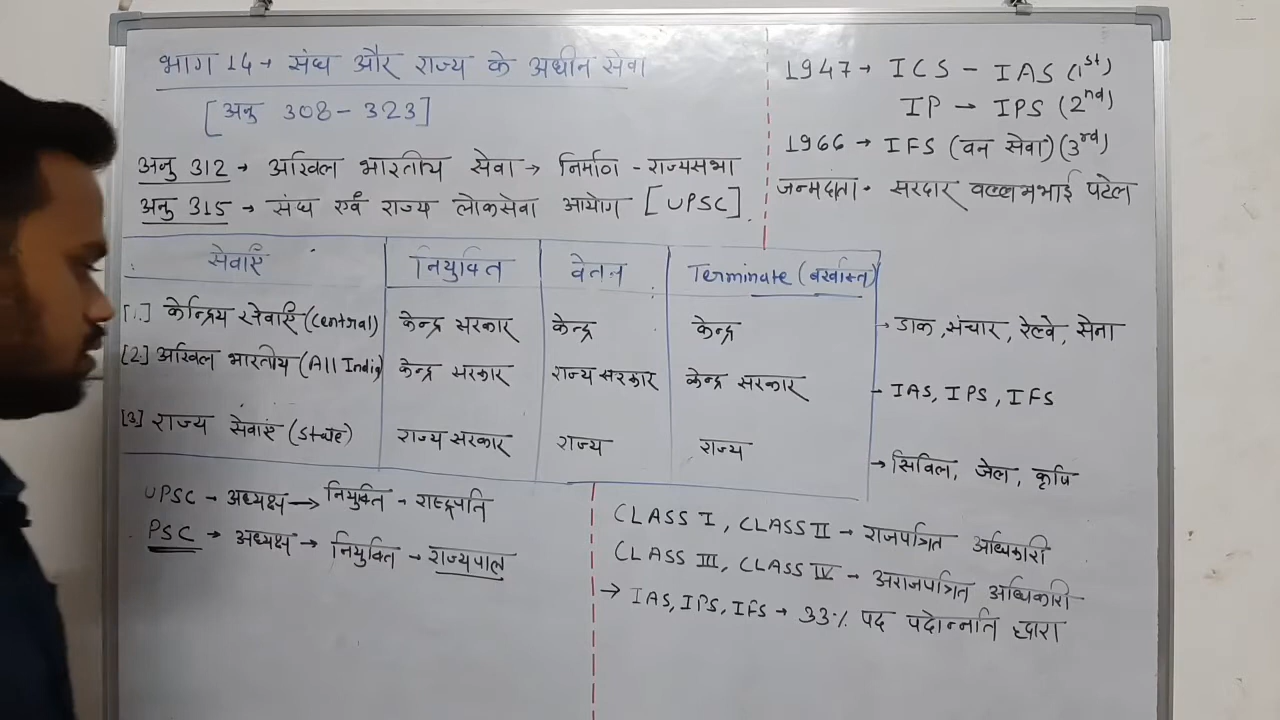 भाग 14→ संघ और राज्य के अधीन सेवा
[अनु 308-323]
अनु 312→ अखिल भारतीय सेवा→ निर्माण - राज्यसभा
अनु 315→ संघ एवं राज्य लोकसेवा आयोग [UPSC]
1947→ ICS - IAS (1st)
IP → IPS (2nd)
1966→ IFS (वन सेवा) (3rd)
जन्मदाता - सरदार वल्लभभाई पटेल
सेवाएँ नियुक्ति वेतन Terminate (बर्खास्त)
[1.] केन्द्रिय सेवाएँ (Central) केन्द्र सरकार केन्द्र केन्द्र → डाक, संचार, रेल्वे, सेना
[2] अखिल भारतीय (All India) केन्द्र सरकार राज्य सरकार केन्द्र सरकार - IAS, IPS, IFS
[3] राज्य सेवाएं (State) राज्य सरकार राज्य राज्य → सिविल, जेल, कृषि
UPSC → अध्यक्ष → नियुक्ति - राष्ट्रपति
PSC → अध्यक्ष → नियुक्ति → राज्यपाल
CLASS I, CLASS II → राजपत्रित अधिकारी
CLASS III, CLASS IV → अराजपत्रित अधिकारी
→ IAS, IPS, IFS → 33% पद पदोन्नति द्वारा